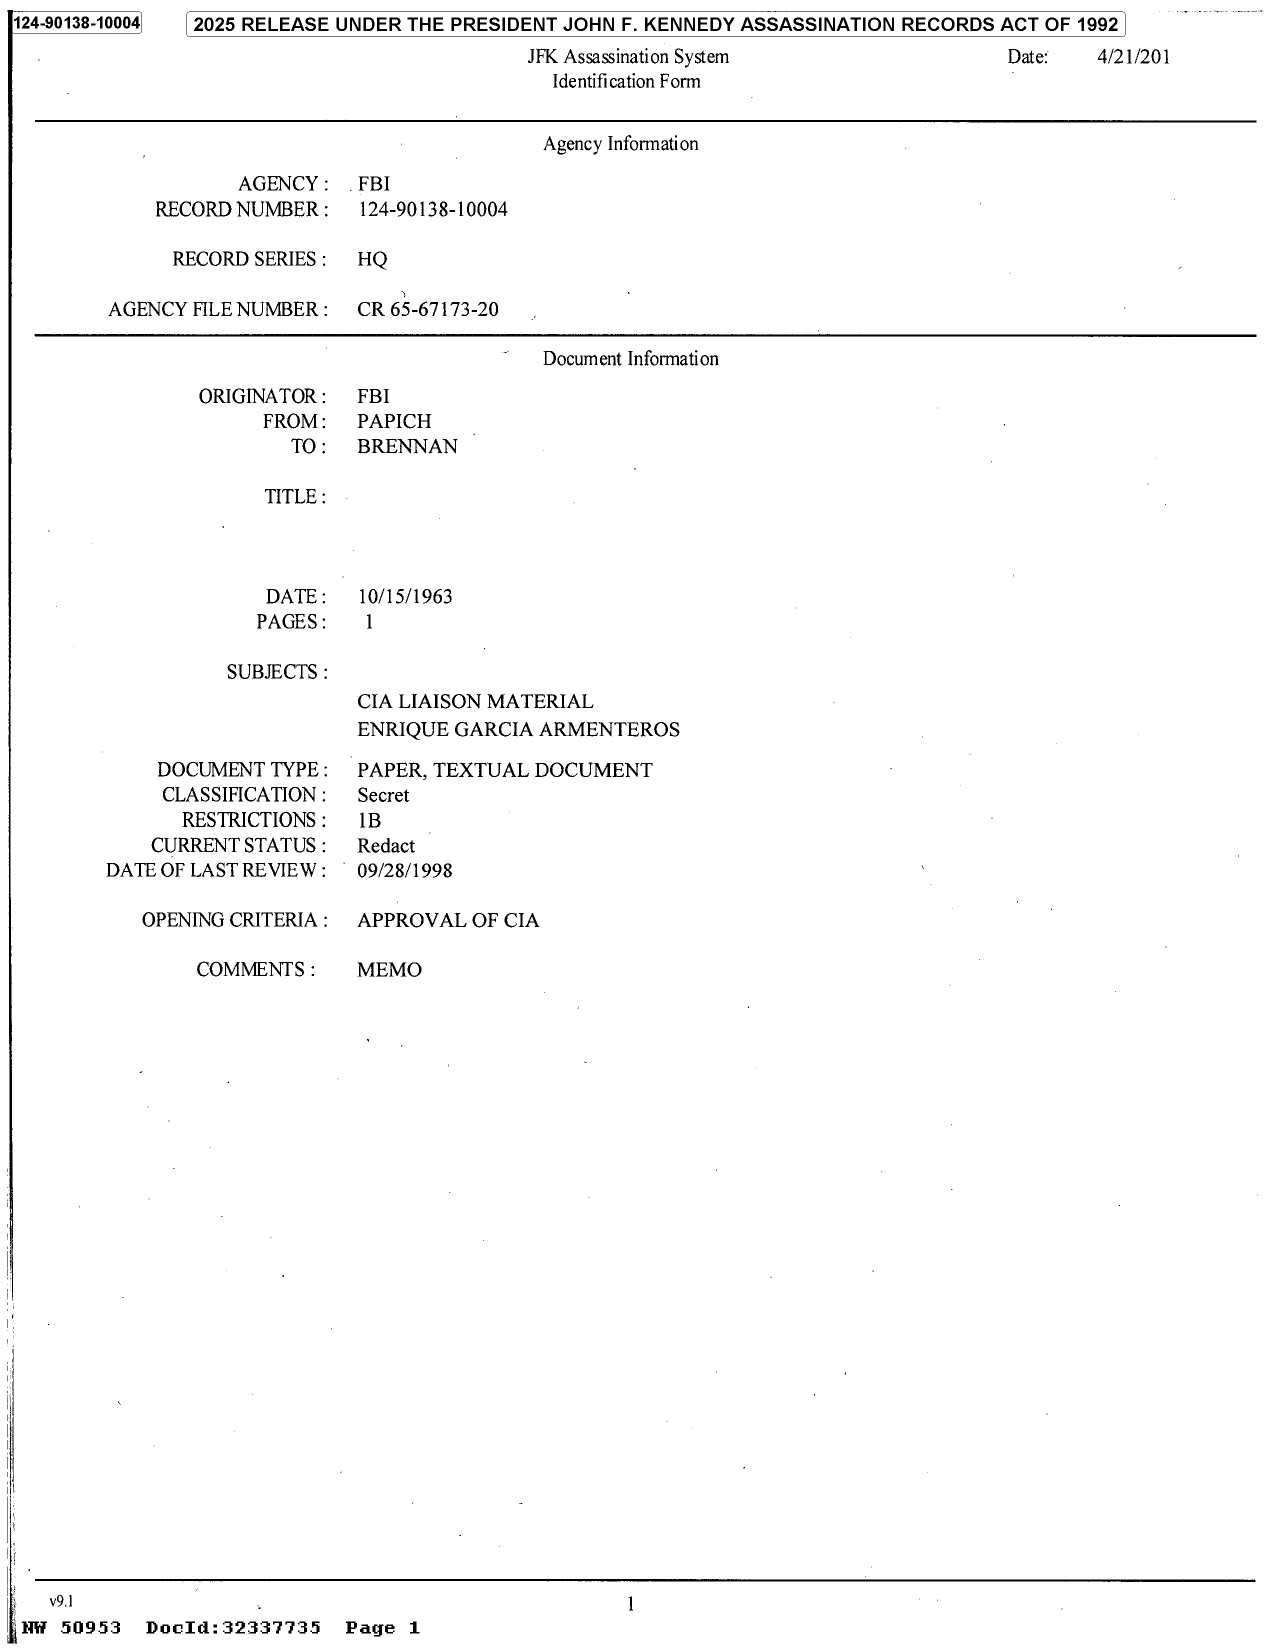 124-90138-10004 2025 RELEASE UNDER THE PRESIDENT JOHN F. KENNEDY ASSASSINATION RECORDS ACT OF 1992
JFK Assassination System Date: 4/21/201
Identification Form
Agency Information
AGENCY : FBI
RECORD NUMBER : 124-90138-10004
RECORD SERIES : HQ
AGENCY FILE NUMBER : CR 65-67173-20
Document Information
ORIGINATOR : FBI
FROM : PAPICH
TO : BRENNAN
TITLE :
DATE : 10/15/1963
PAGES : 1
SUBJECTS :
CIA LIAISON MATERIAL
ENRIQUE GARCIA ARMENTEROS
DOCUMENT TYPE : PAPER, TEXTUAL DOCUMENT
CLASSIFICATION : Secret
RESTRICTIONS : 1B
CURRENT STATUS : Redact
DATE OF LAST REVIEW : 09/28/1998
OPENING CRITERIA : APPROVAL OF CIA
COMMENTS : MEMO
v9.1 1
NW 50953 DocId:32337735 Page 1